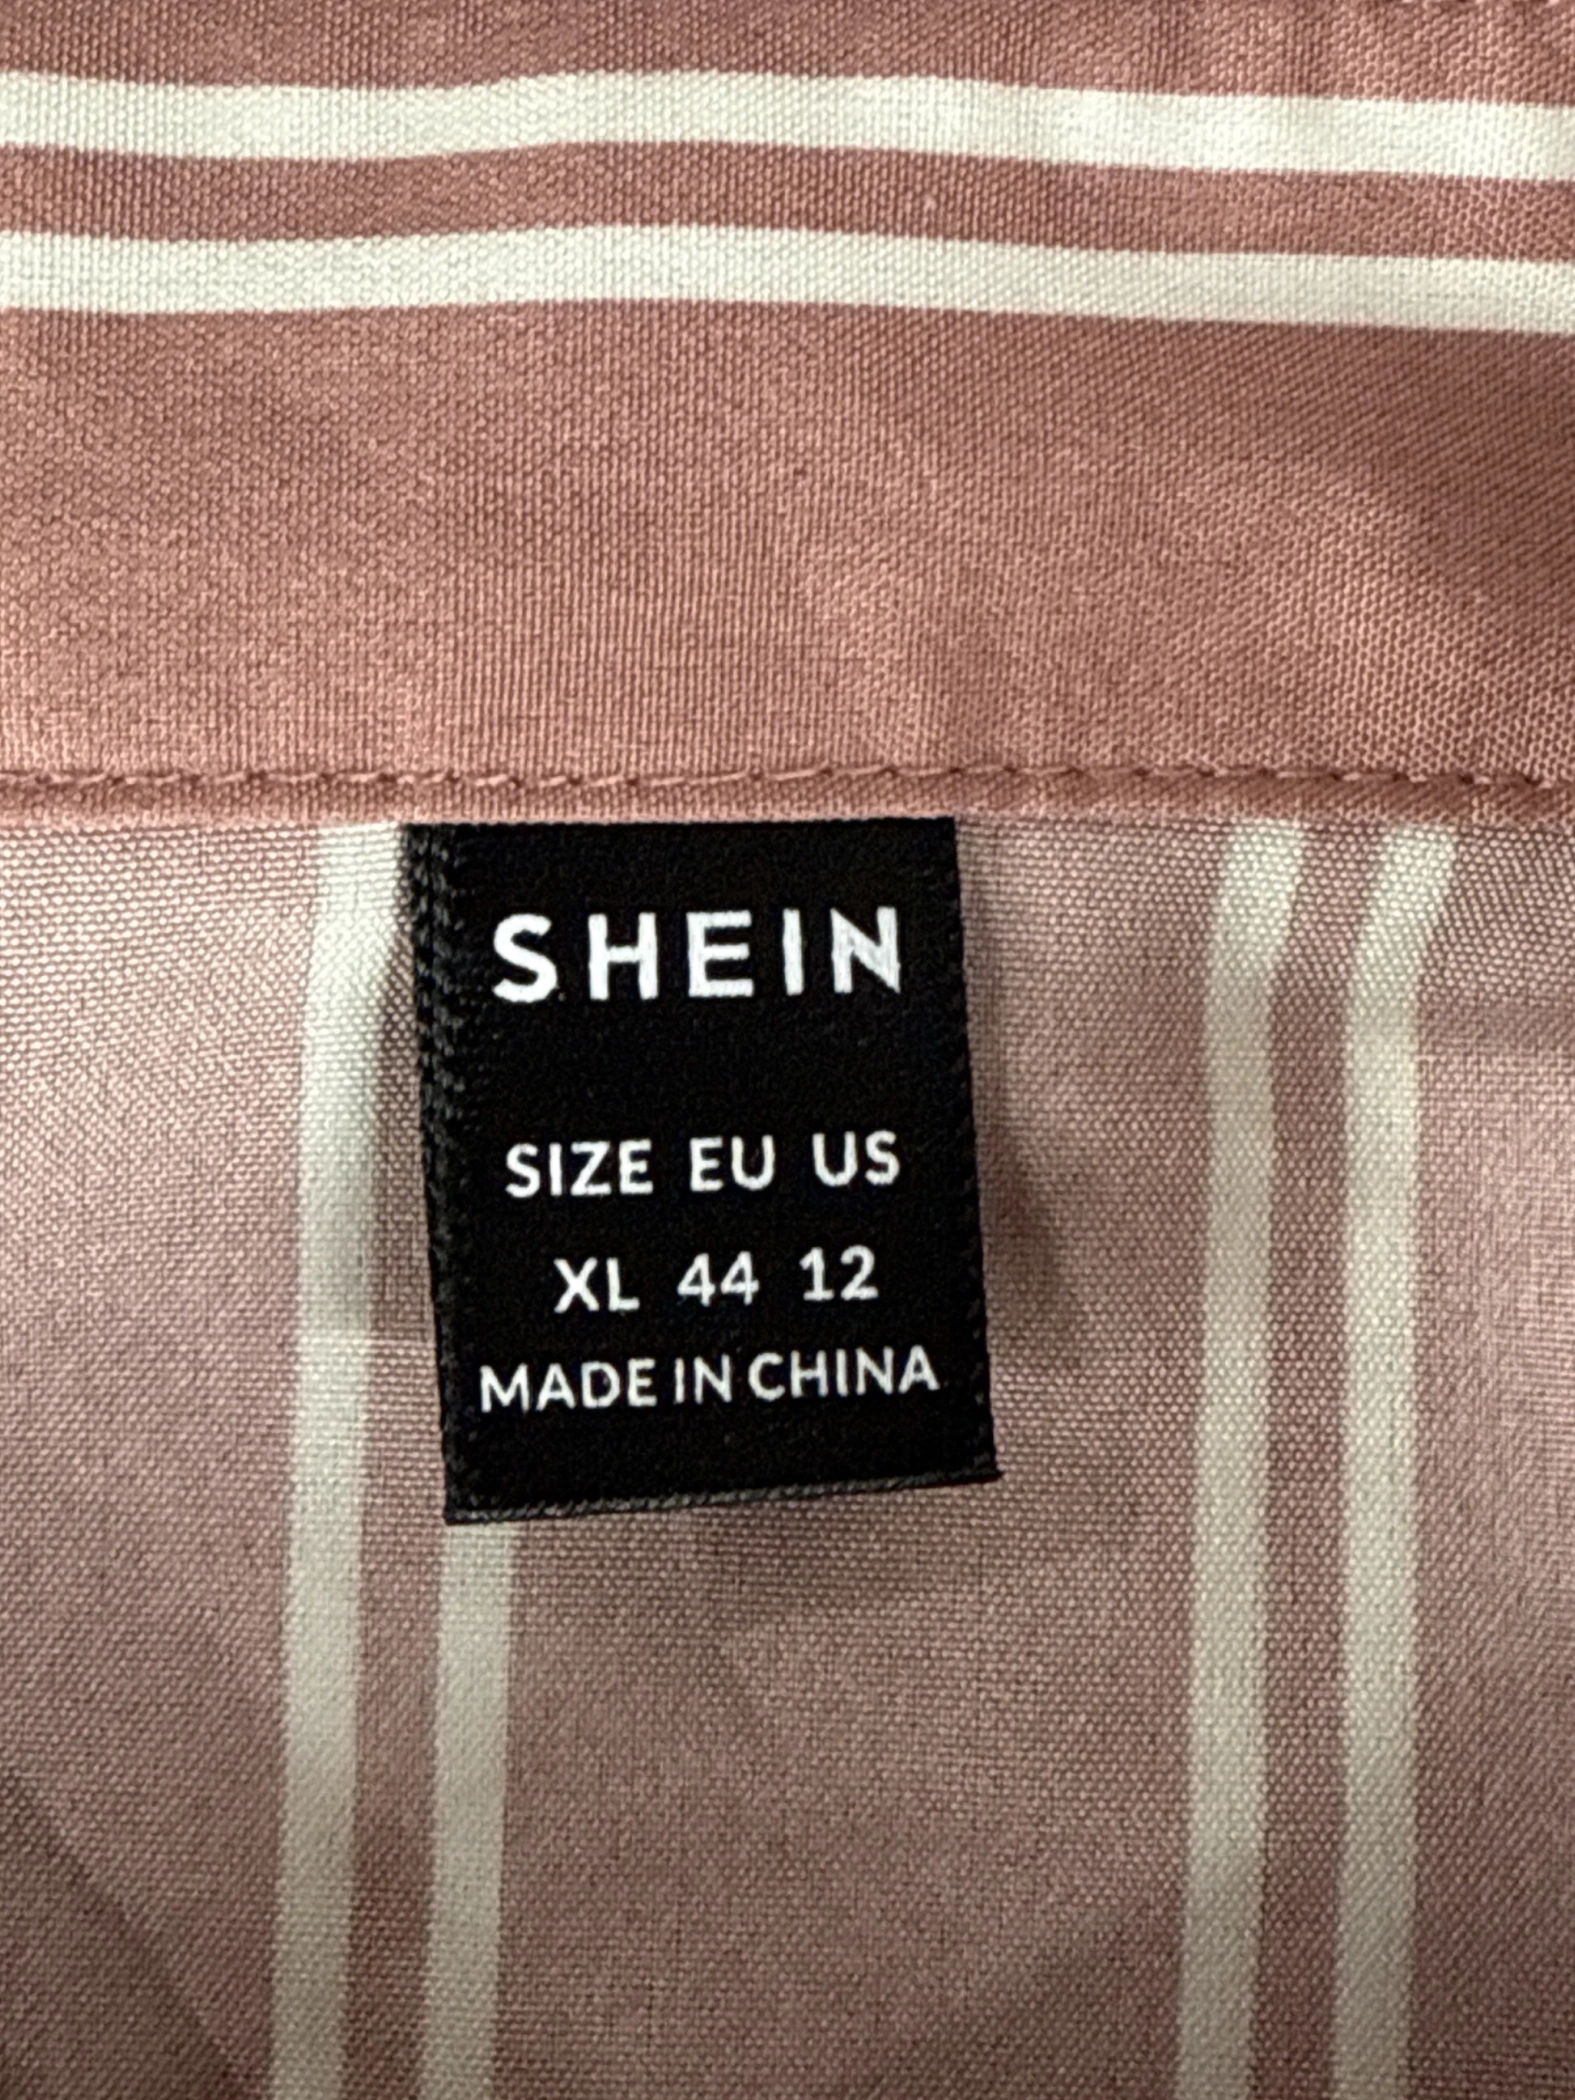 SHEIN
SIZE EU US
XL 44 12
MADE IN CHINA